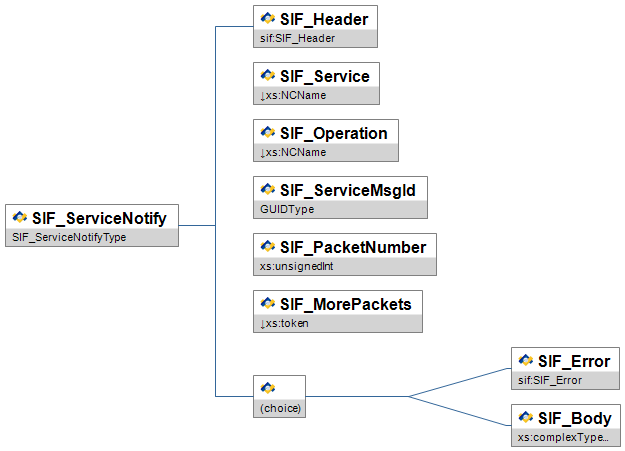 SIF_Header
sif:SIF_Header
SIF_Service
↓xs:NCName
SIF_Operation
↓xs:NCName
SIF_ServiceMsgId
GUIDType
SIF_ServiceNotify
SIF_ServiceNotifyType
SIF_PacketNumber
xs:unsignedInt
SIF_MorePackets
↓xs:token
(choice)
SIF_Error
sif:SIF_Error
SIF_Body
xs:complexType...